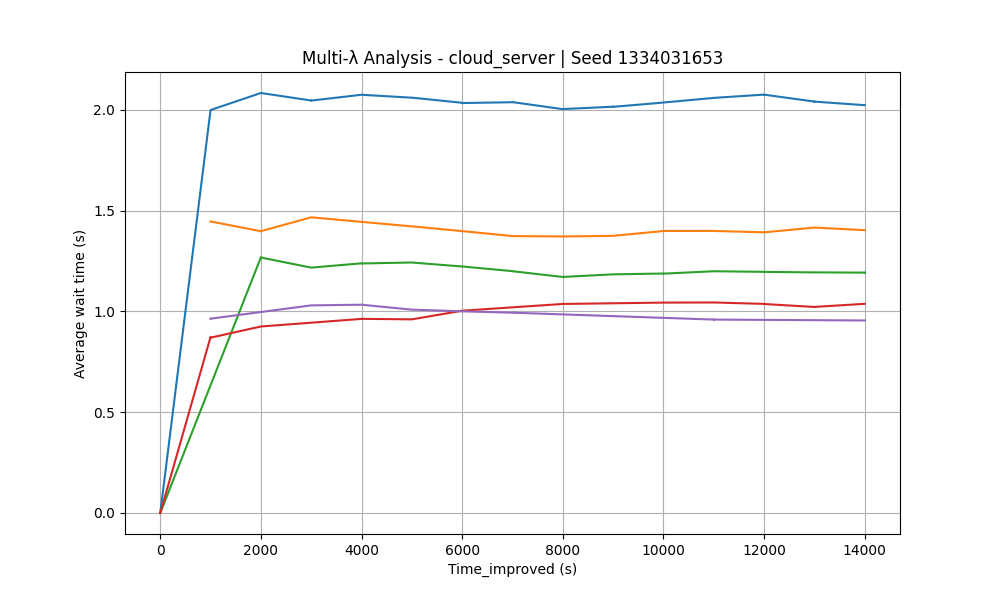 Multi-λ Analysis - cloud_server | Seed 1334031653
Average wait time (s)
2.0
1.5
1.0
0.5
0.0
0 2000 4000 6000 8000 10000 12000 14000
Time_improved (s)